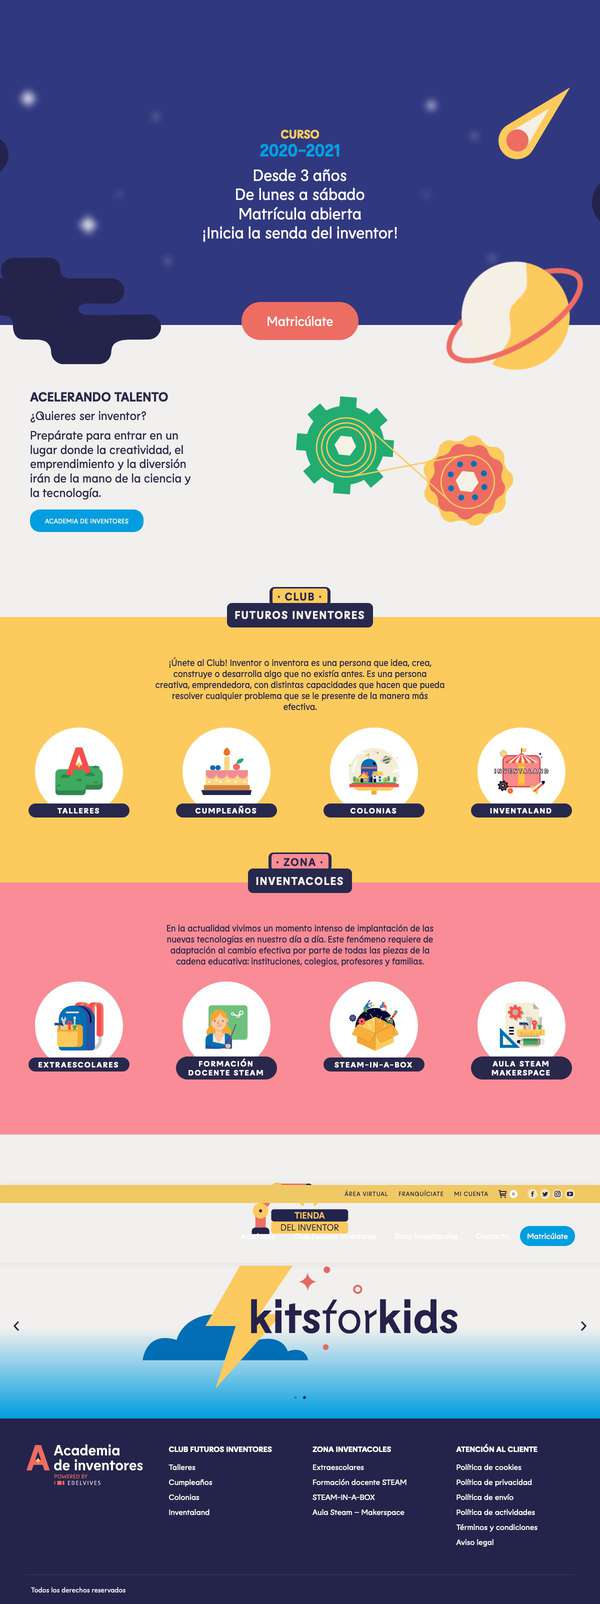 CURSO
2020-2021
Desde 3 años
De lunes a sábado
Matrícula abierta
¡Inicia la senda del inventor!
Matricúlate
ACELERANDO TALENTO
¿Quieres ser inventor?
Prepárate para entrar en un
lugar donde la creatividad, el
emprendimiento y la diversión
irán de la mano de la ciencia y
la tecnología.
ACADEMIA DE INVENTORES
· CLUB ·
FUTUROS INVENTORES
¡Únete al Club! Inventor o inventora es una persona que idea, crea,
construye o desarrolla algo que no existía antes. Es una persona
creativa, emprendedora, con distintas capacidades que hacen que pueda
resolver cualquier problema que se le presente de la manera más
efectiva.
INVENTALAND
TALLERES
CUMPLEAÑOS
COLONIAS
INVENTALAND
· ZONA ·
INVENTACOLES
En la actualidad vivimos un momento intenso de implantación de las
nuevas tecnologías en nuestro día a día. Este fenómeno requiere de
adaptación al cambio efectiva por parte de todas las piezas de la
cadena educativa: instituciones, colegios, profesores y familias.
EXTRAESCOLARES
FORMACIÓN
DOCENTE STEAM
STEAM-IN-A-BOX
AULA STEAM
MAKERSPACE
ÁREA VIRTUAL
FRANQUÍCIATE
MI CUENTA
0
TIENDA
DEL INVENTOR
Contacto
Matricúlate
kitsforkids
Academia
de inventores
POWERED BY
EDELVIVES
CLUB FUTUROS INVENTORES
Talleres
Cumpleaños
Colonias
Inventaland
ZONA INVENTACOLES
Extraescolares
Formación docente STEAM
STEAM-IN-A-BOX
Aula Steam – Makerspace
ATENCIÓN AL CLIENTE
Política de cookies
Política de privacidad
Política de envío
Política de actividades
Términos y condiciones
Aviso legal
Todos los derechos reservados